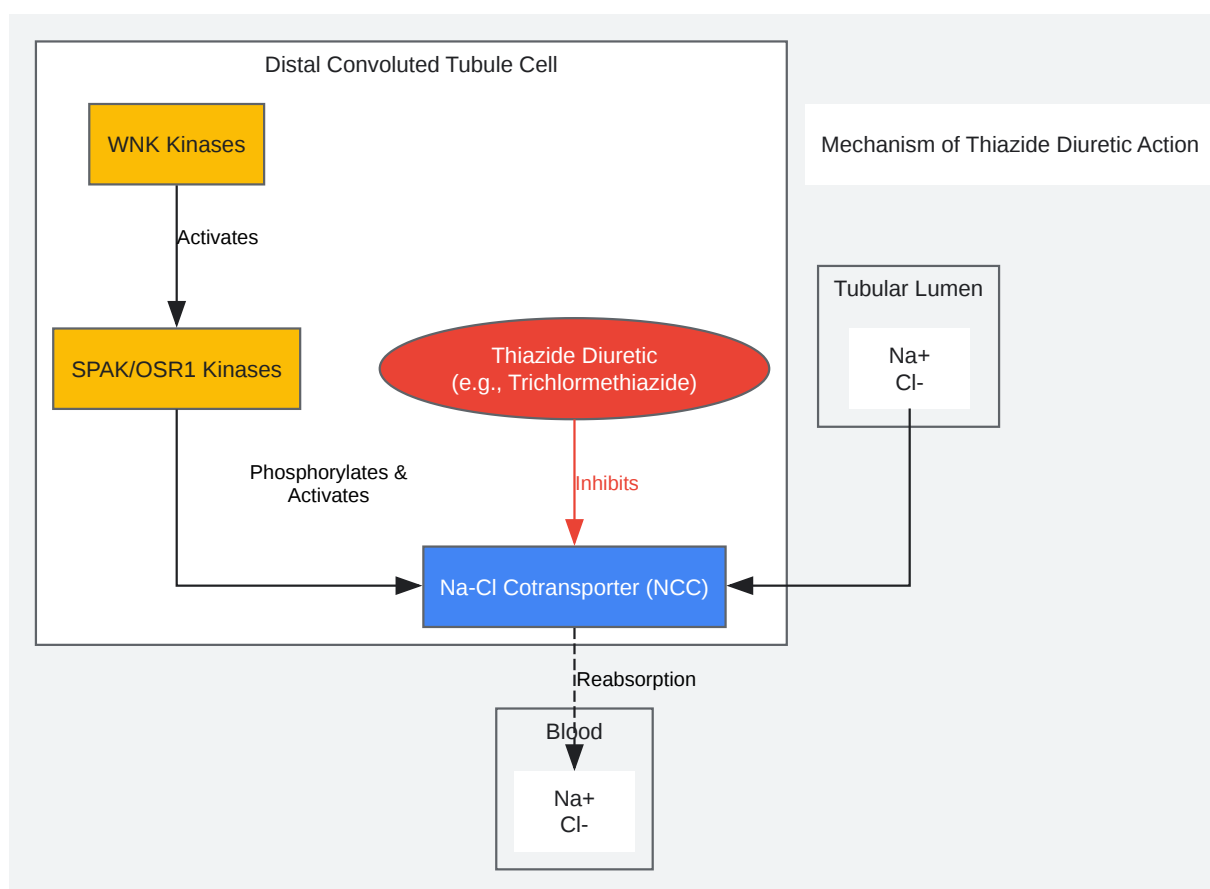 Distal Convoluted Tubule Cell
WNK Kinases
Mechanism of Thiazide Diuretic Action
Activates
Tubular Lumen
SPAK/OSR1 Kinases
Thiazide Diuretic
(e.g., Trichlormethiazide)
Na+
Cl-
Phosphorylates &
Activates
Inhibits
Na-Cl Cotransporter (NCC)
Reabsorption
Blood
Na+
Cl-